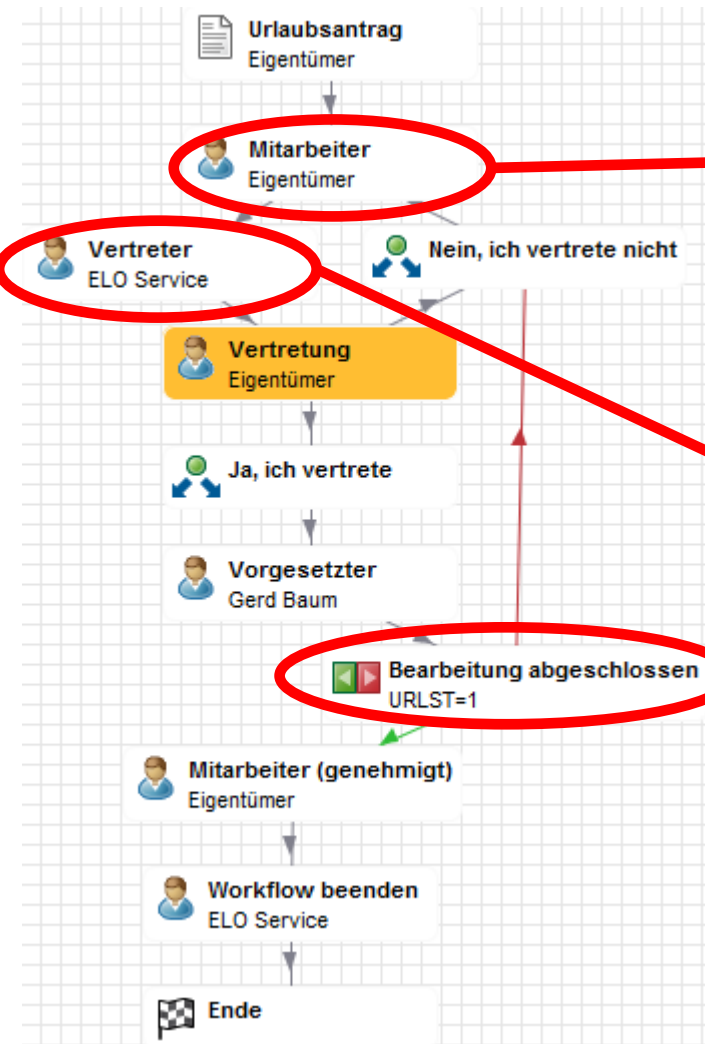 Urlaubsantrag
Eigentümer
Mitarbeiter
Eigentümer
Vertreter
ELO Service
Nein, ich vertrete nicht
Vertretung
Eigentümer
Ja, ich vertrete
Vorgesetzter
Gerd Baum
Bearbeitung abgeschlossen
URLST=1
Mitarbeiter (genehmigt)
Eigentümer
Workflow beenden
ELO Service
Ende